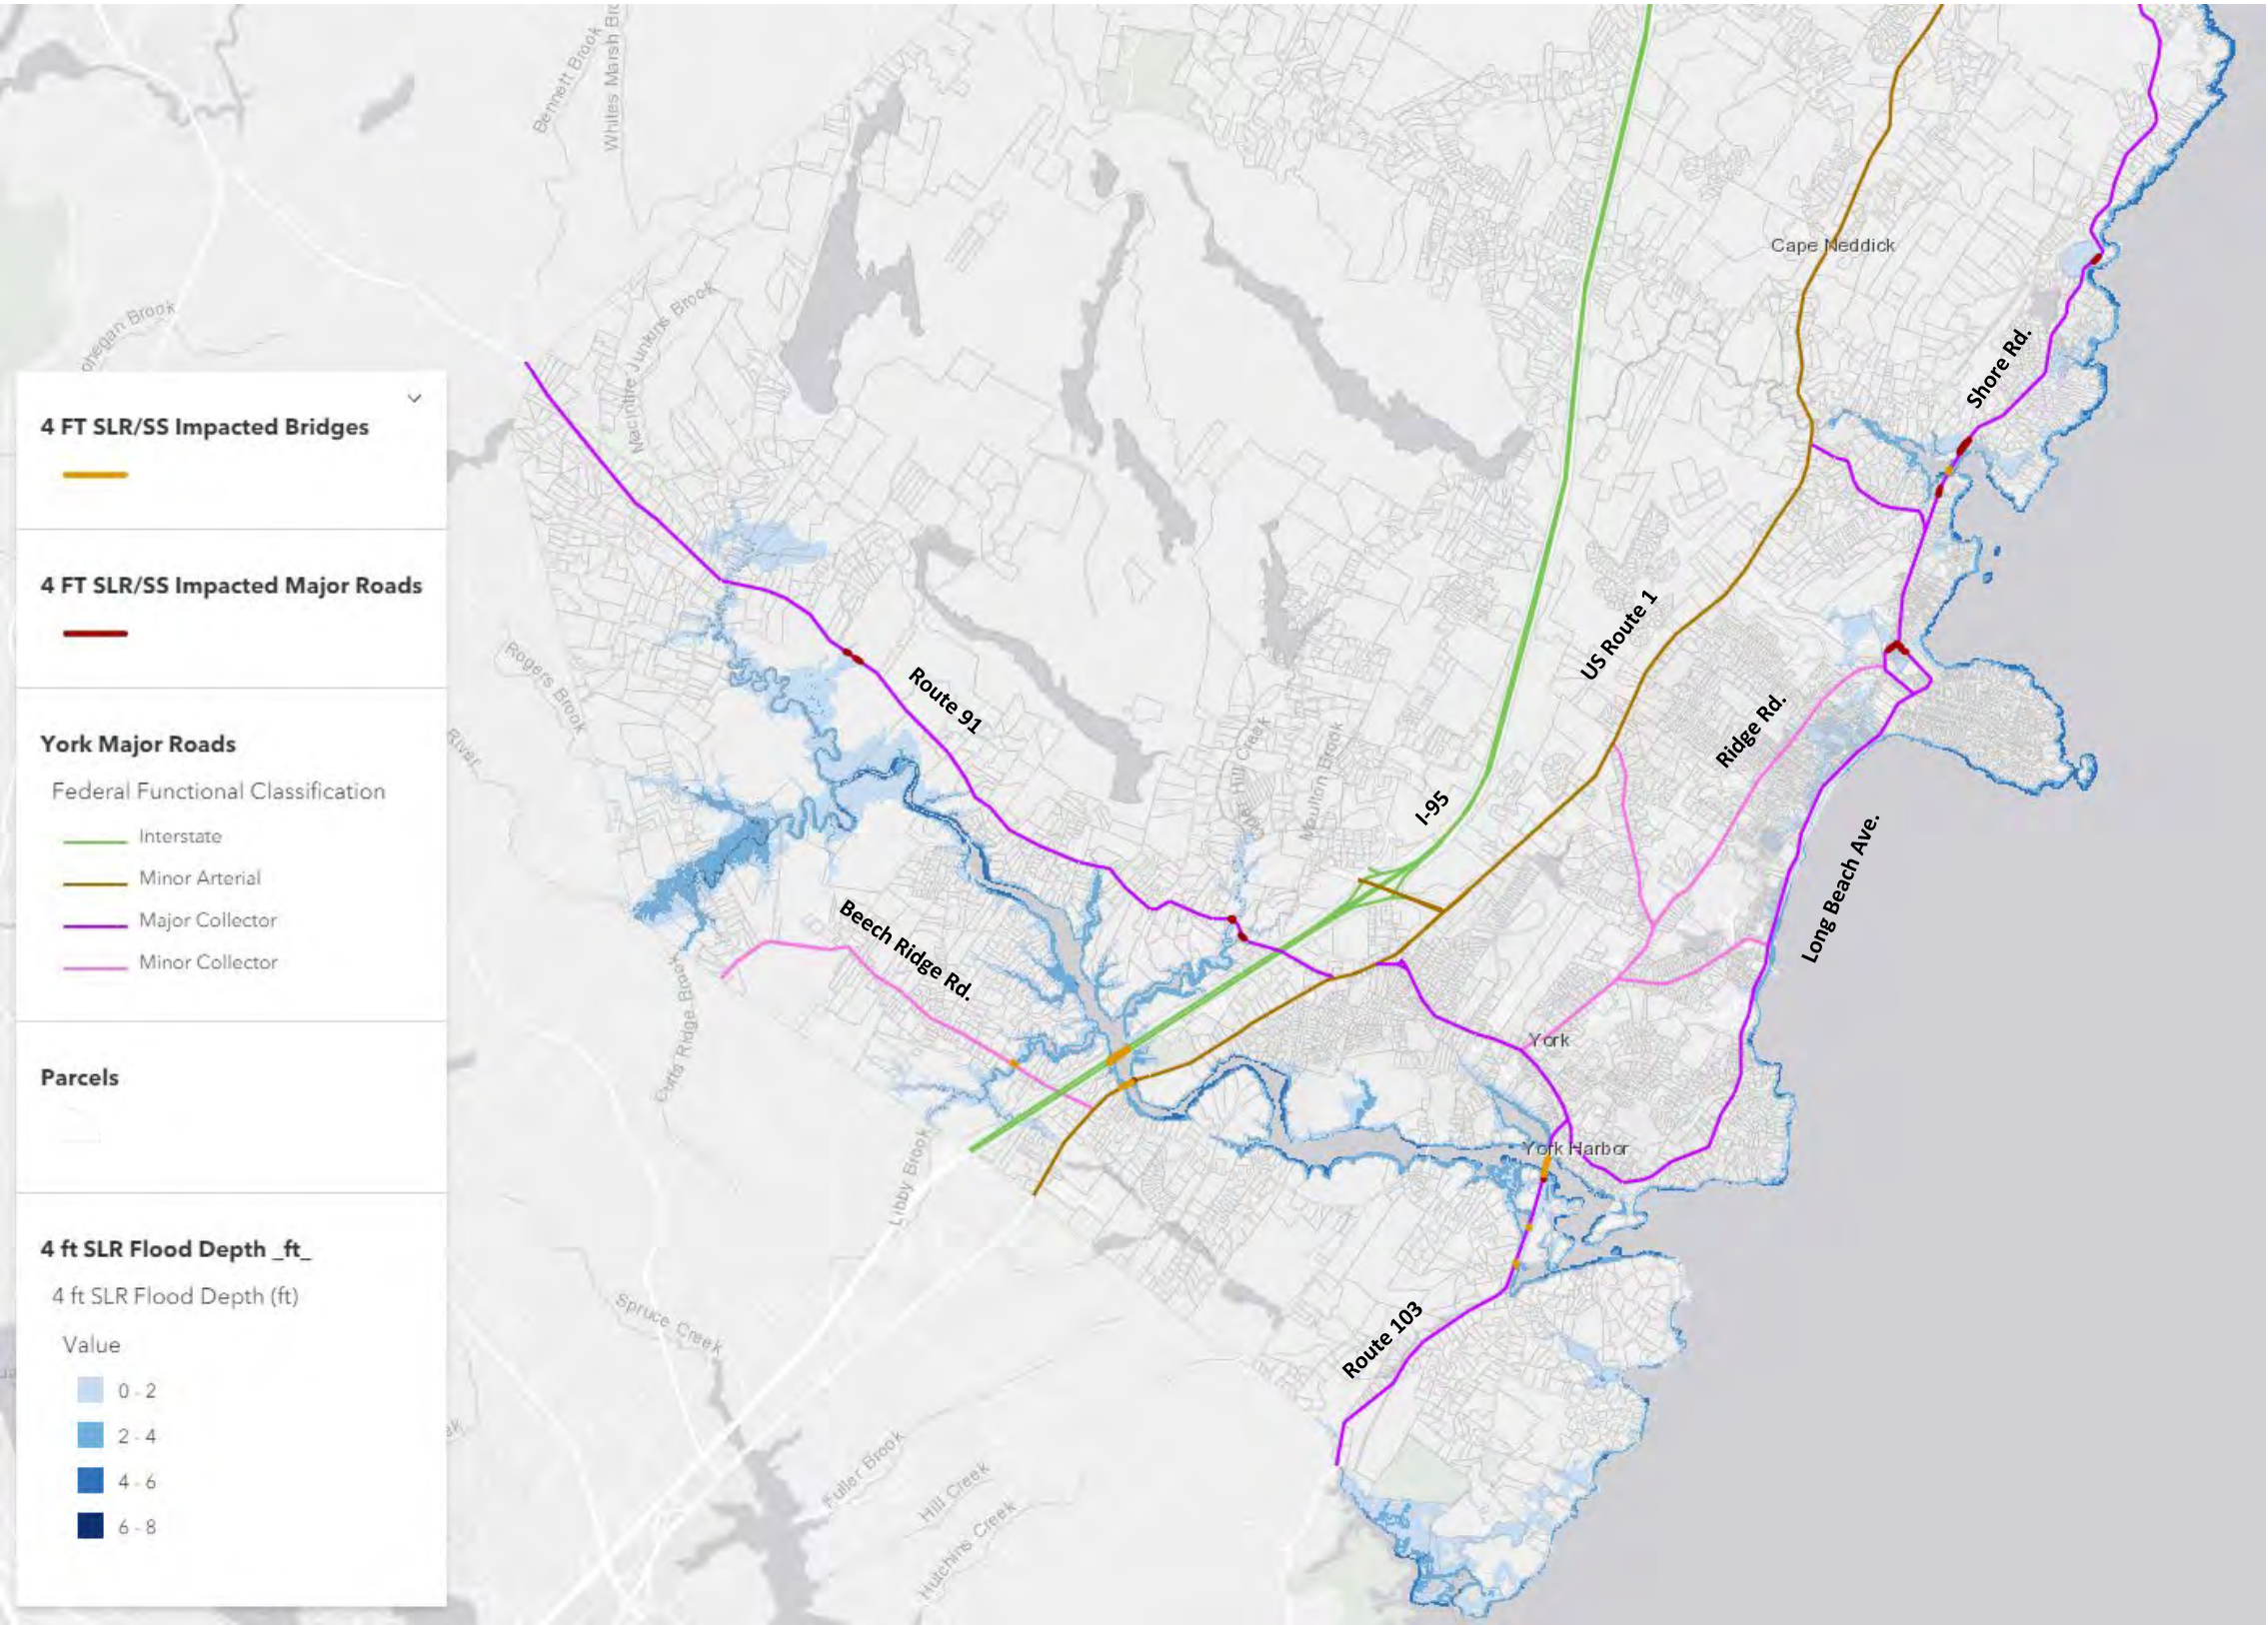 Bennett Brook
Whites Marsh Bro
Cape Neddick
ohegan Brook
MacIntire Junkins Brook
Shore Rd.
4 FT SLR/SS Impacted Bridges
4 FT SLR/SS Impacted Major Roads
US Route 1
Rogers Brook
Route 91
Ridge Rd.
River
York Major Roads
Federal Functional Classification
Interstate
Minor Arterial
Major Collector
Minor Collector
Hill Creek
Moulton Brook
I-95
Long Beach Ave.
Beech Ridge Rd.
Cutts Ridge Brook
York
Parcels
York Harbor
Libby Brook
4 ft SLR Flood Depth _ft_
4 ft SLR Flood Depth (ft)
Value
0 - 2
2 - 4
4 - 6
6 - 8
Spruce Creek
Route 103
Fuller Brook
Hill Creek
Hutchins Creek